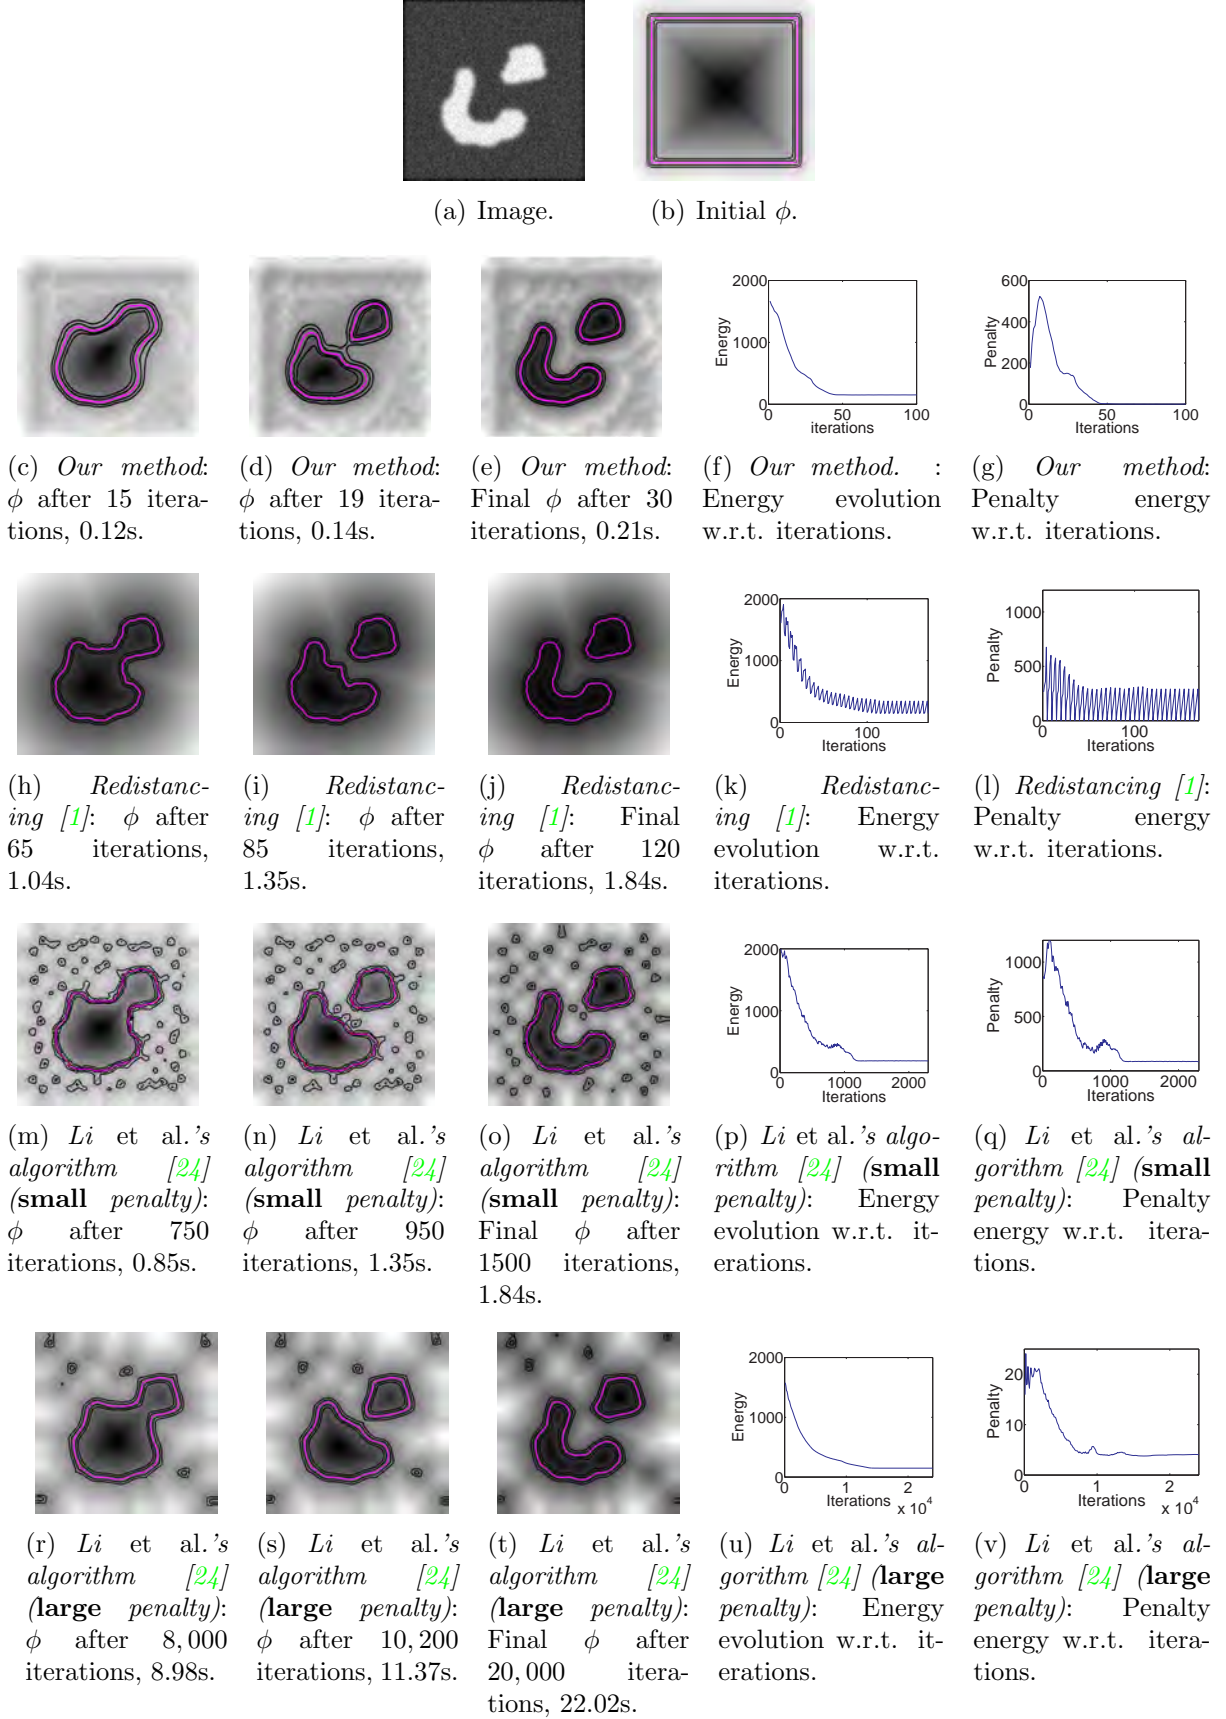 (a) Image.
(b) Initial ϕ.
2000
1000
0
Energy
0
50
100
iterations
600
400
200
0
Penalty
0
50
100
Iterations
(c) Our method:
ϕ after 15 itera-
tions, 0.12s.
(d) Our method:
ϕ after 19 itera-
tions, 0.14s.
(e) Our method:
Final ϕ after 30
iterations, 0.21s.
(f) Our method. :
Energy evolution
w.r.t. iterations.
(g) Our method:
Penalty energy
w.r.t. iterations.
2000
1000
0
Energy
0
100
Iterations
1000
500
0
Penalty
0
100
Iterations
(h) Redistanc-
ing [1]: ϕ after
65 iterations,
1.04s.
(i) Redistanc-
ing [1]: ϕ after
85 iterations,
1.35s.
(j) Redistanc-
ing [1]: Final
ϕ after 120
iterations, 1.84s.
(k) Redistanc-
ing [1]: Energy
evolution w.r.t.
iterations.
(l) Redistancing [1]:
Penalty energy
w.r.t. iterations.
2000
1000
0
Energy
0
1000
2000
Iterations
1000
500
0
Penalty
0
1000
2000
Iterations
(m) Li et al.'s
algorithm [24]
(small penalty):
ϕ after 750
iterations, 0.85s.
(n) Li et al.'s
algorithm [24]
(small penalty):
ϕ after 950
iterations, 1.35s.
(o) Li et al.'s
algorithm [24]
(small penalty):
Final ϕ after
1500 iterations,
1.84s.
(p) Li et al.'s algo-
rithm [24] (small
penalty): Energy
evolution w.r.t. it-
erations.
(q) Li et al.'s al-
gorithm [24] (small
penalty): Penalty
energy w.r.t. itera-
tions.
2000
1000
0
Energy
0
1
2
Iterations
x 10⁴
20
10
0
Penalty
0
1
2
Iterations
x 10⁴
(r) Li et al.'s
algorithm [24]
(large penalty):
ϕ after 8,000
iterations, 8.98s.
(s) Li et al.'s
algorithm [24]
(large penalty):
ϕ after 10,200
iterations, 11.37s.
(t) Li et al.'s
algorithm [24]
(large penalty):
Final ϕ after
20,000 itera-
tions, 22.02s.
(u) Li et al.'s al-
gorithm [24] (large
penalty): Energy
evolution w.r.t. it-
erations.
(v) Li et al.'s al-
gorithm [24] (large
penalty): Penalty
energy w.r.t. itera-
tions.